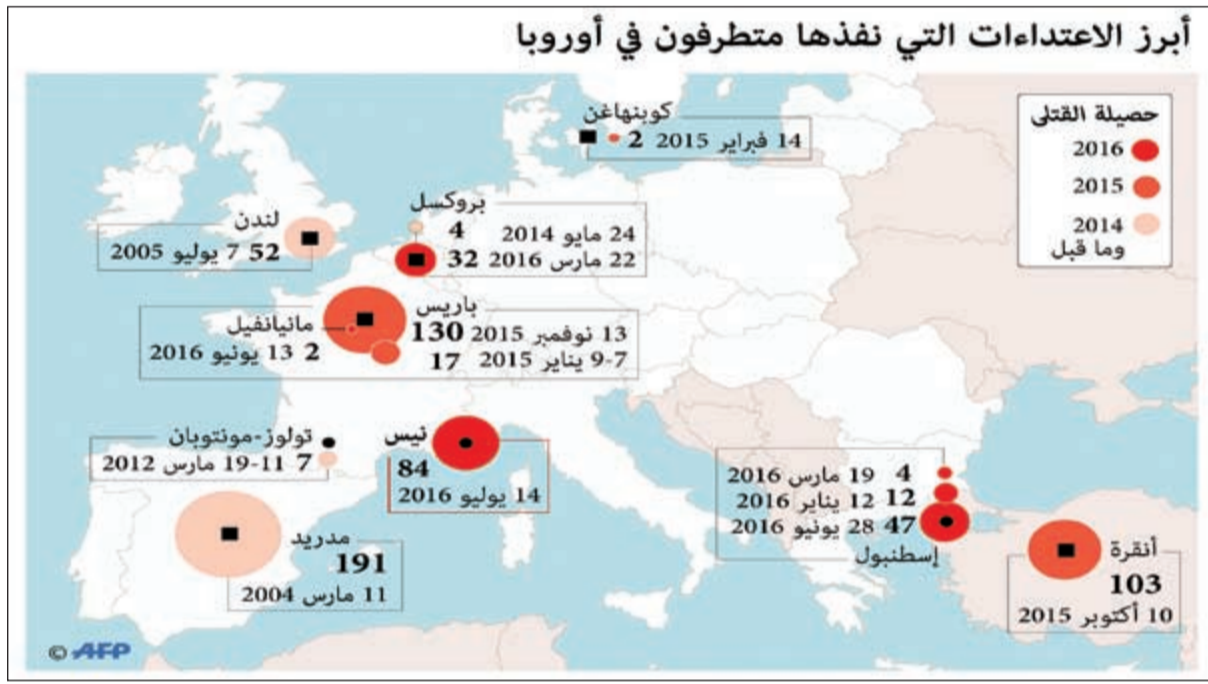 أبرز الاعتداءات التي نفذها متطرفون في أوروبا
حصيلة القتلى
2016
2015
2014
وما قبل
كوبنهاغن
14 فبراير 2015 2
بروكسل
24 مايو 2014 4
22 مارس 2016 32
لندن
52 7 يوليو 2005
باريس
13 نوفمبر 2015 130
7-9 يناير 2015 17
مانيانفيل
2 13 يونيو 2016
تولوز-مونتوبان
7 11-19 مارس 2012
نيس
84
14 يوليو 2016
مدريد
191
11 مارس 2004
4 19 مارس 2016
12 12 يناير 2016
47 28 يونيو 2016
إسطنبول
أنقرة
103
10 أكتوبر 2015
© AFP